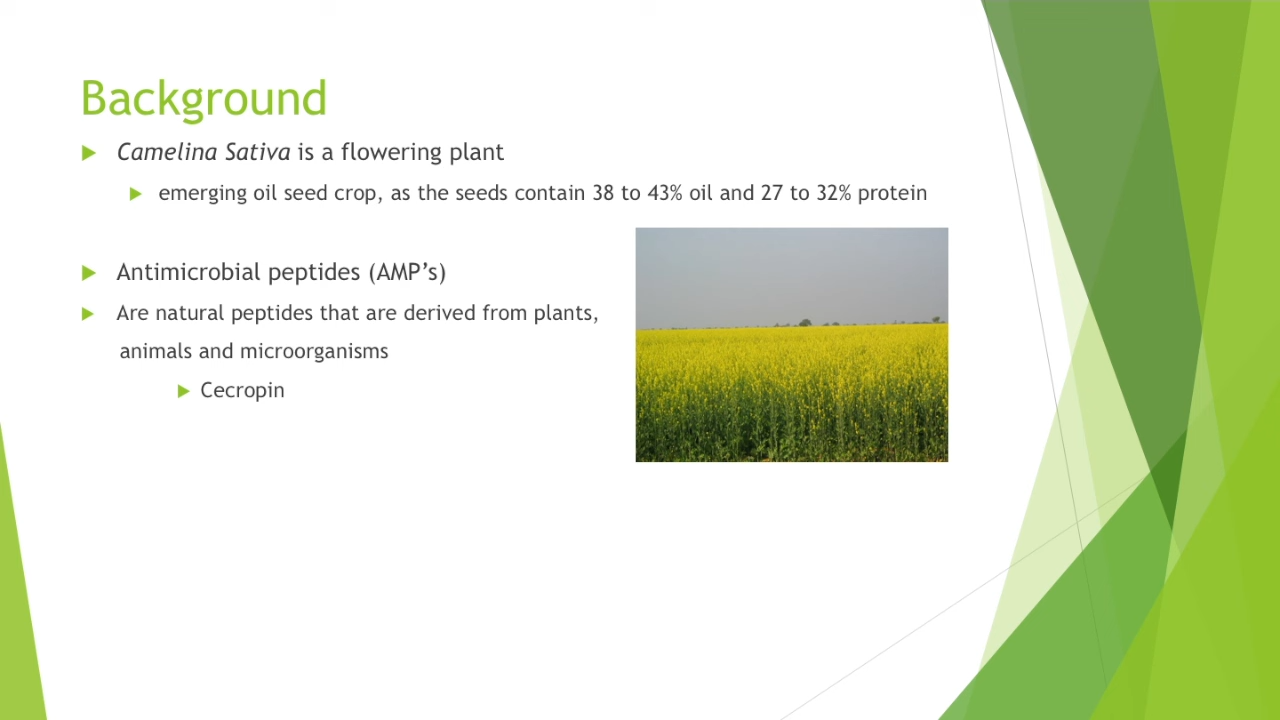 Background
Camelina Sativa is a flowering plant
emerging oil seed crop, as the seeds contain 38 to 43% oil and 27 to 32% protein
Antimicrobial peptides (AMP’s)
Are natural peptides that are derived from plants,
animals and microorganisms
Cecropin